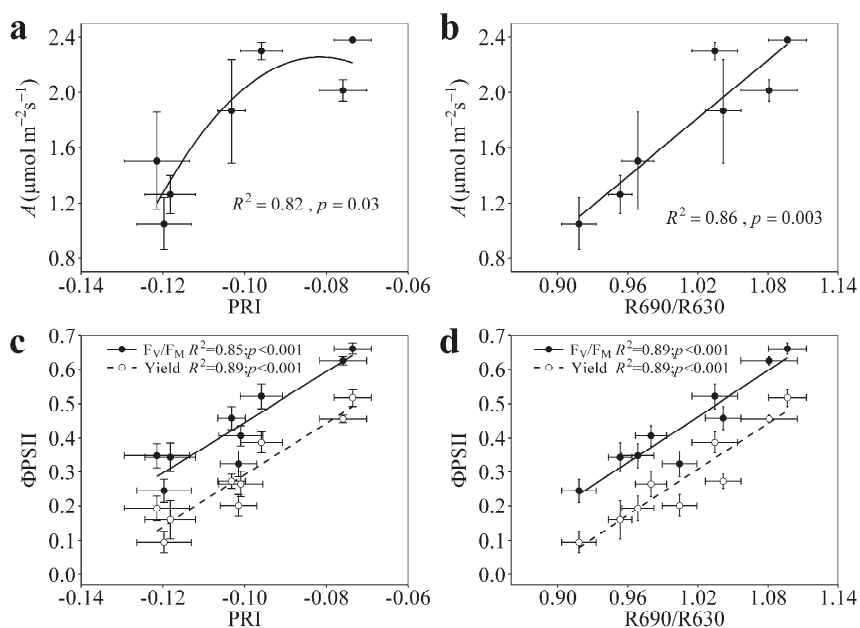 a
2.4
2.0
1.6
1.2
0.8
A (μmol m⁻²s⁻¹)
R² = 0.82 , p = 0.03
-0.14 -0.12 -0.10 -0.08 -0.06
PRI
b
2.4
2.0
1.6
1.2
0.8
A (μmol m⁻²s⁻¹)
R² = 0.86 , p = 0.003
0.90 0.96 1.02 1.08 1.14
R690/R630
c
0.7
0.6
0.5
0.4
0.3
0.2
0.1
0.0
ΦPSII
FV/FM R²=0.85;p<0.001
Yield R²=0.89;p<0.001
-0.14 -0.12 -0.10 -0.08 -0.06
PRI
d
0.7
0.6
0.5
0.4
0.3
0.2
0.1
0.0
ΦPSII
FV/FM R²=0.89;p<0.001
Yield R²=0.89;p<0.001
0.90 0.96 1.02 1.08 1.14
R690/R630